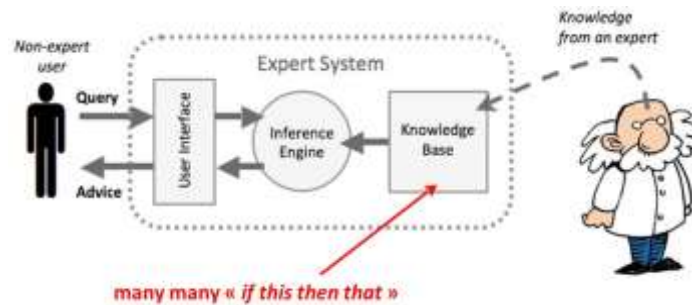 Non-expert
user
Knowledge
from an expert
Expert System
Query
User Interface
Inference
Engine
Knowledge
Base
Advice
many many « if this then that »